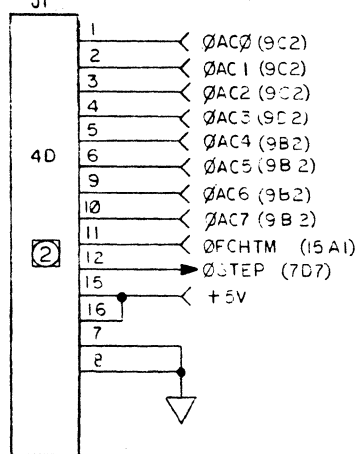 J1
1 ØACØ (9C2)
2 ØAC1 (9C2)
3 ØAC2 (9C2)
4 ØAC3 (9C2)
5 ØAC4 (9B2)
4D
6 ØAC5 (9B2)
9 ØAC6 (9B2)
10 ØAC7 (9B2)
11 ØFCHTM (15A1)
2
12 ØSTEP (7D7)
15 +5V
16
7
8